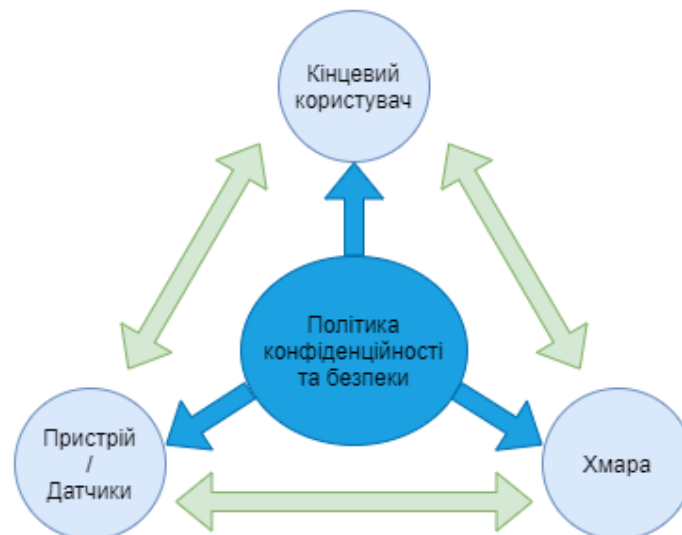 Кінцевий
користувач
Політика
конфіденційності
та безпеки
Пристрій
/
Датчики
Хмара